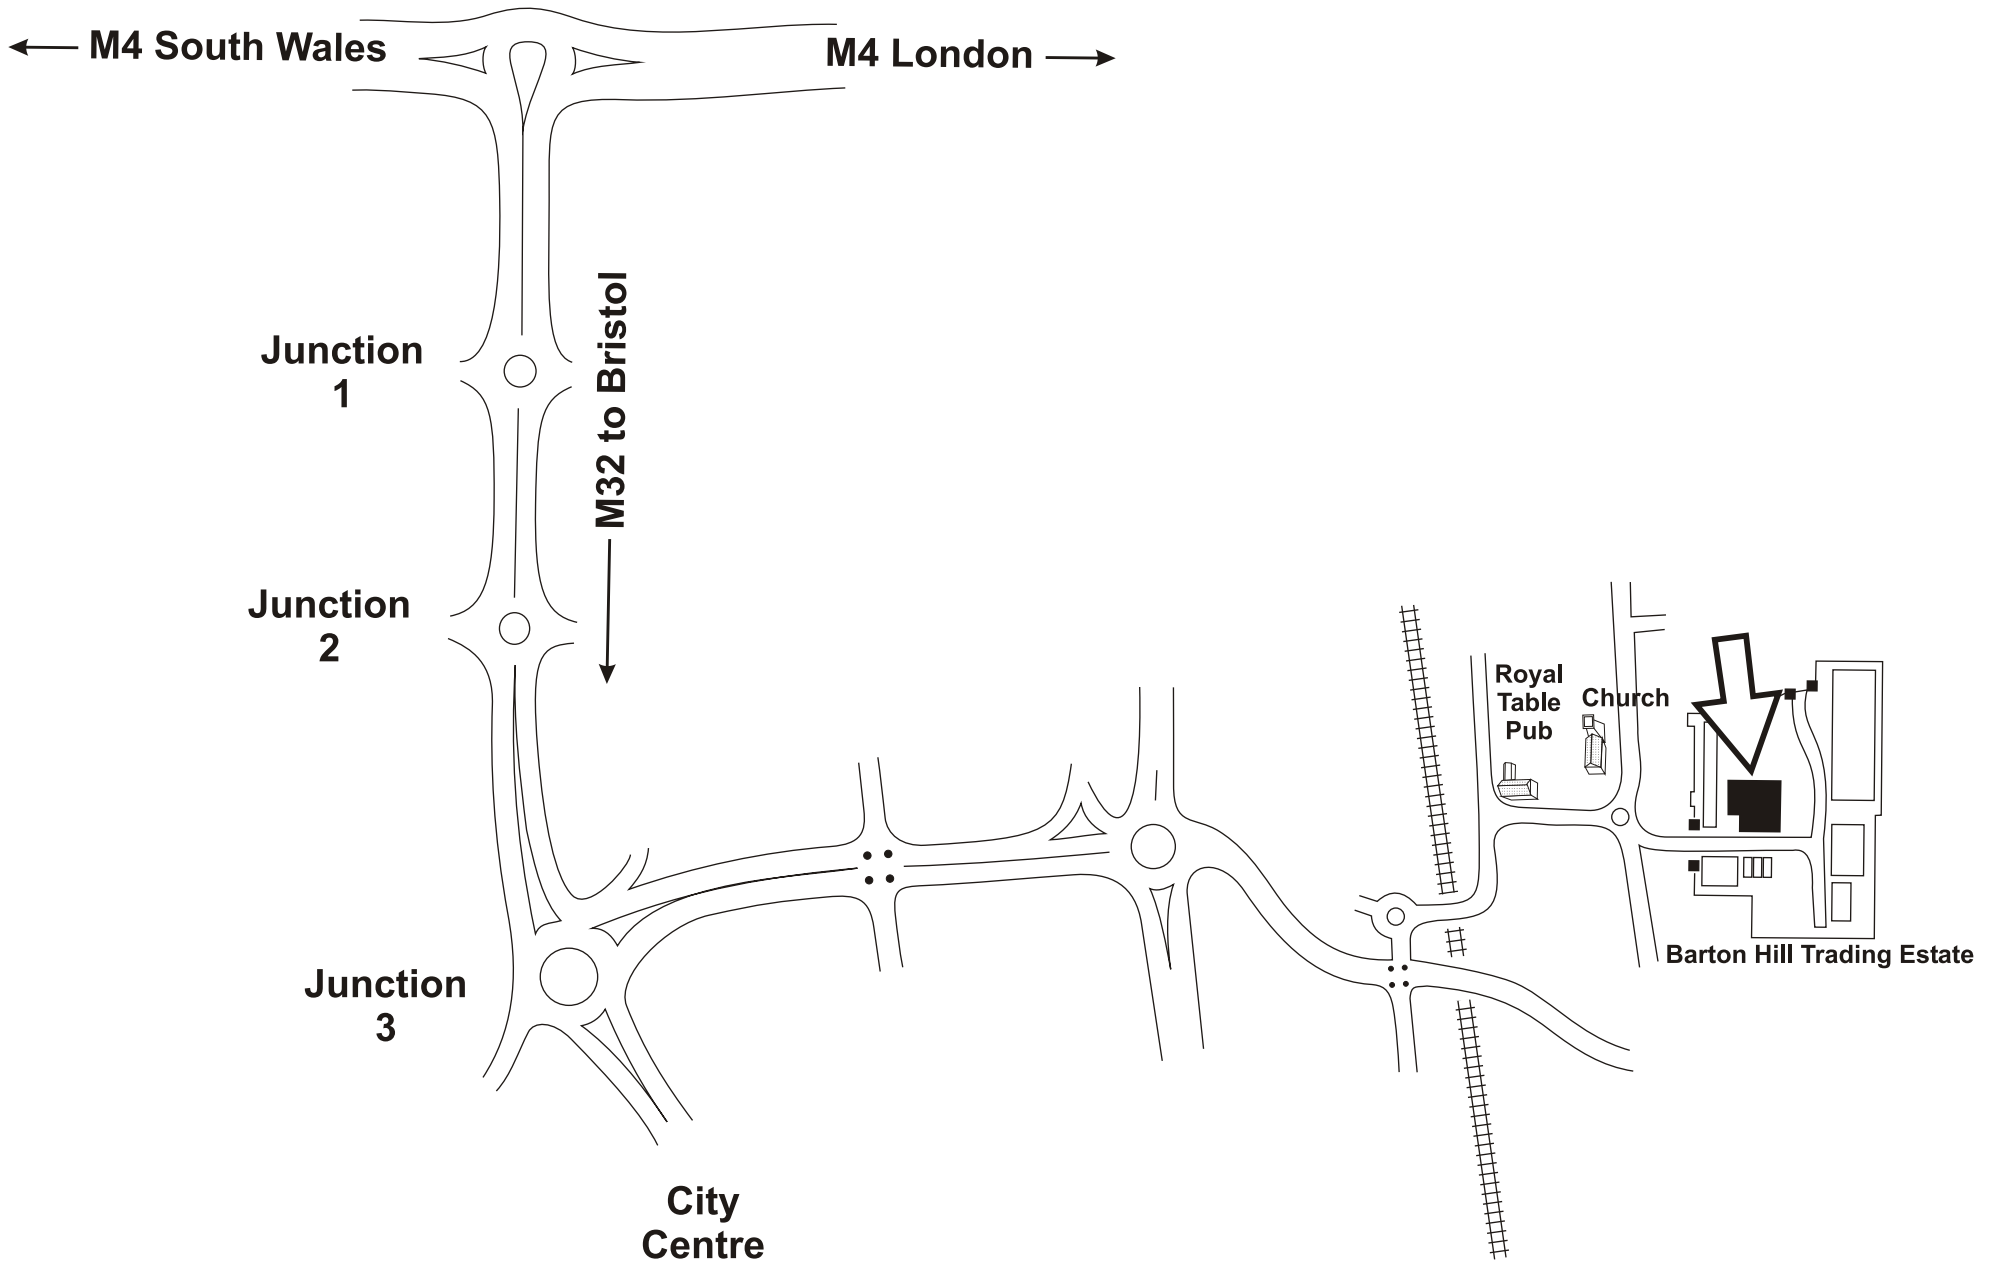 M4 South Wales
M4 London
M32 to Bristol
Junction
1
Junction
2
Royal
Table
Pub
Church
Barton Hill Trading Estate
Junction
3
City
Centre